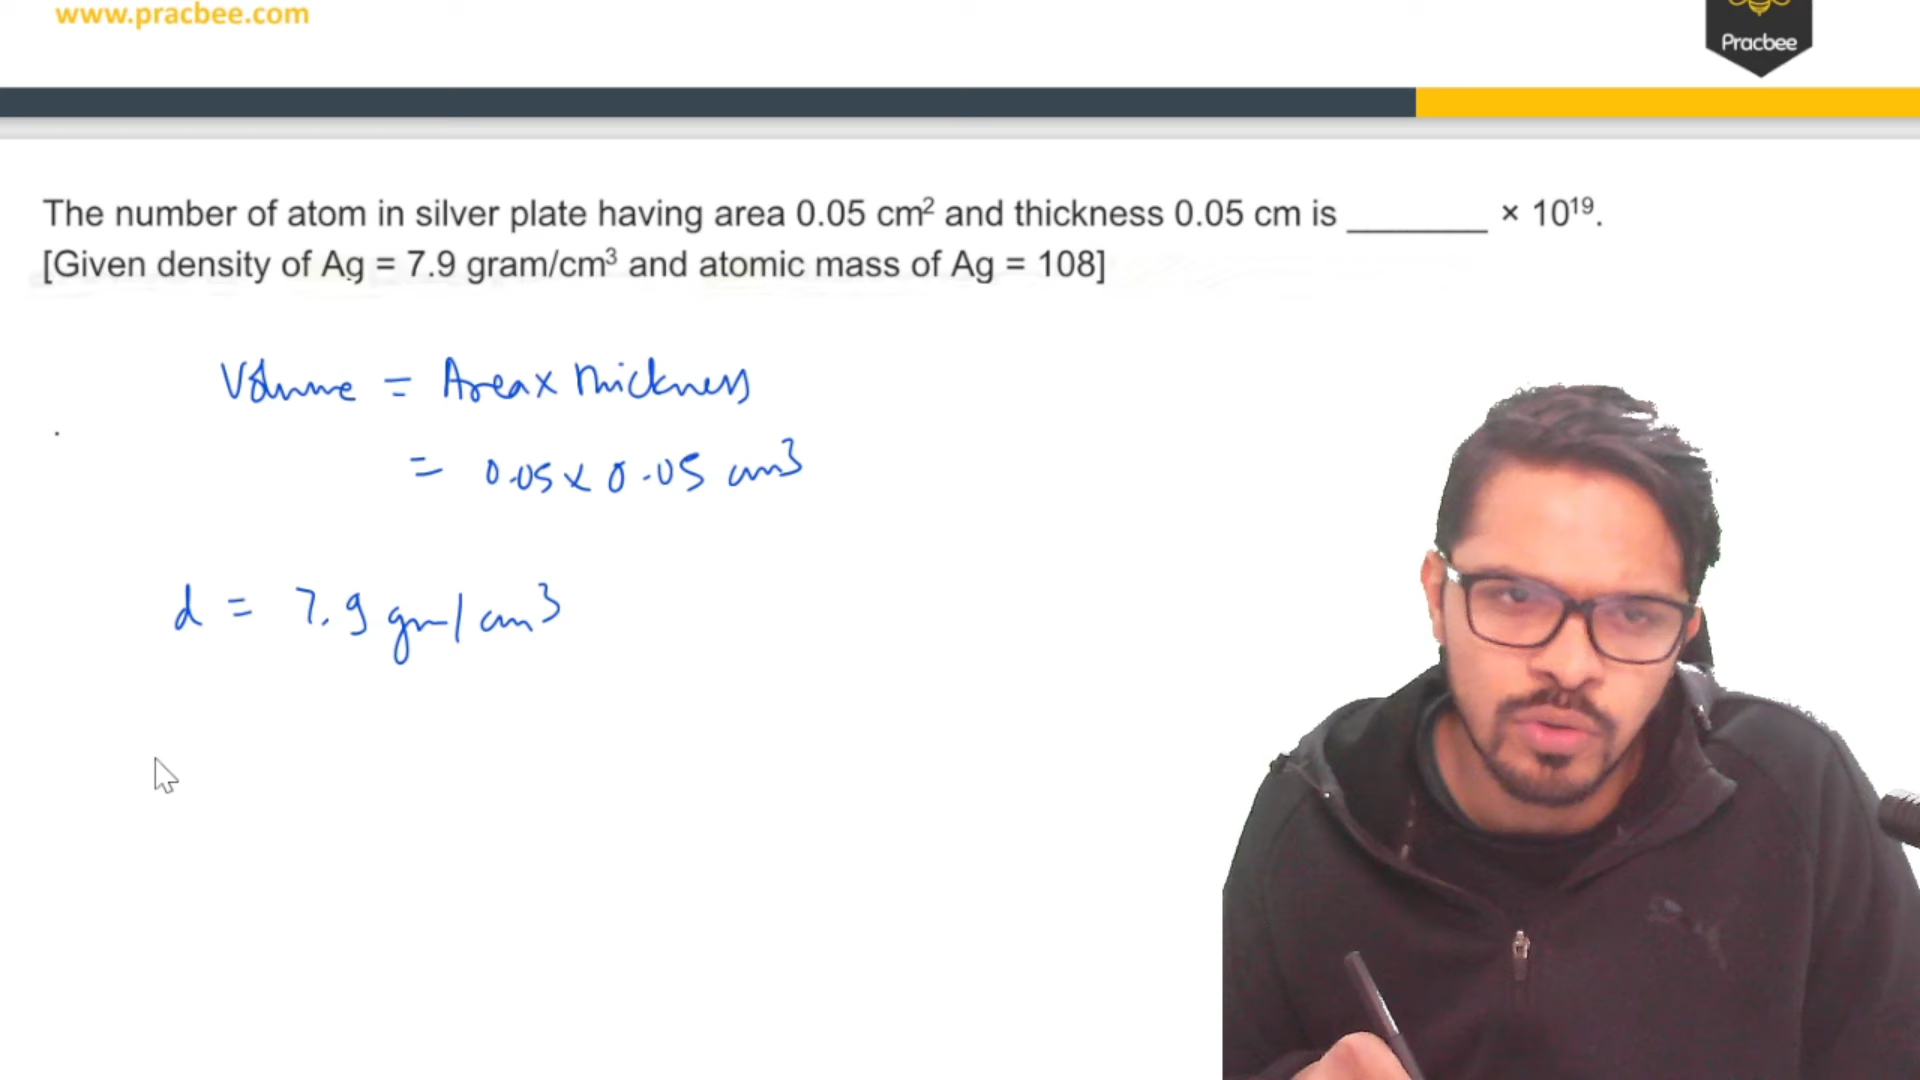 www.pracbee.com
Pracbee
The number of atom in silver plate having area 0.05 cm² and thickness 0.05 cm is ________ × 10¹⁹.
[Given density of Ag = 7.9 gram/cm³ and atomic mass of Ag = 108]
Volume = Area x thickness
= 0.05 x 0.05 cm³
d = 7.9 gm/cm³